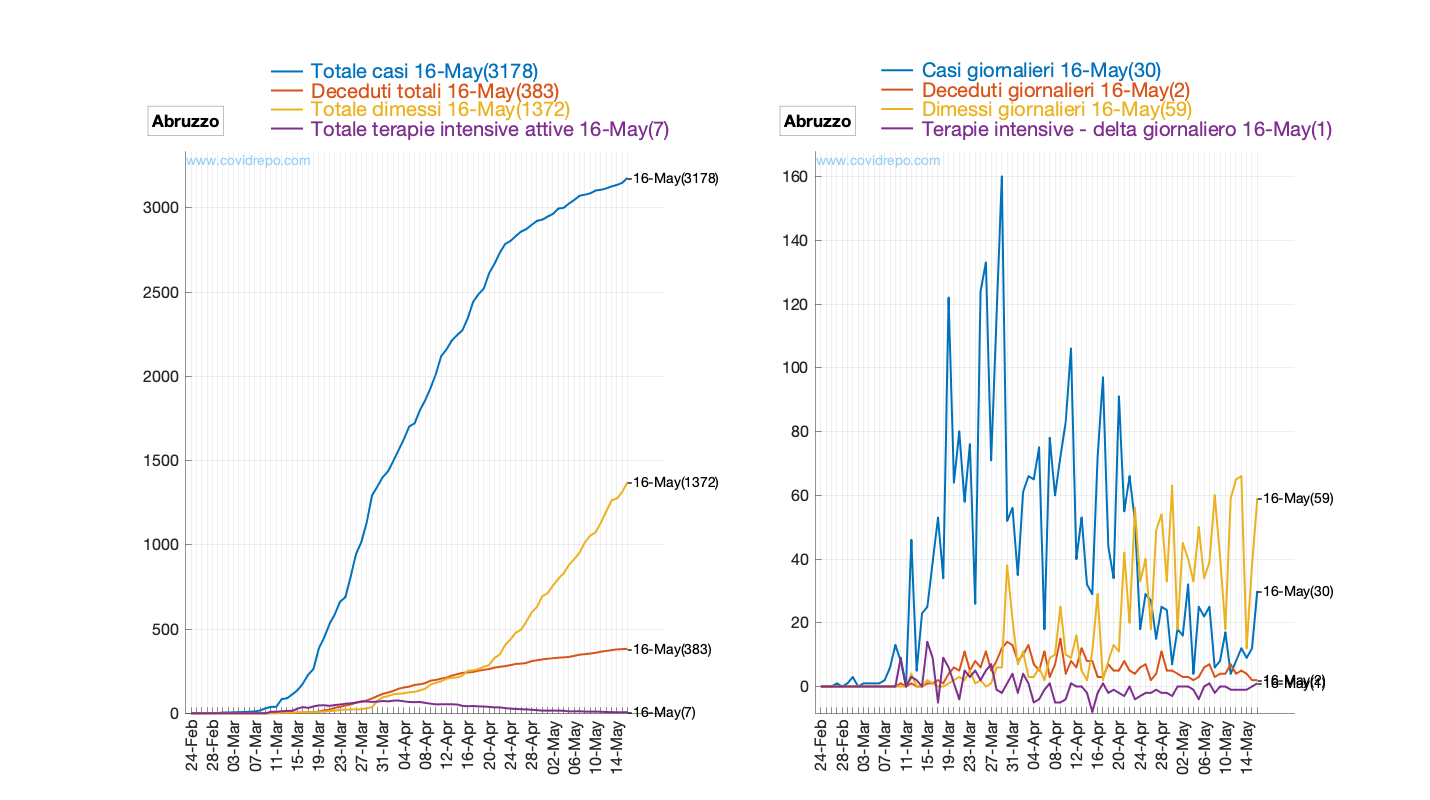 Totale casi 16-May(3178)
Deceduti totali 16-May(383)
Totale dimessi 16-May(1372)
Totale terapie intensive attive 16-May(7)
Abruzzo
www.covidrepo.com
3000
2500
2000
1500
1000
500
0
16-May(3178)
16-May(1372)
16-May(383)
16-May(7)
24-Feb
28-Feb
03-Mar
07-Mar
11-Mar
15-Mar
19-Mar
23-Mar
27-Mar
31-Mar
04-Apr
08-Apr
12-Apr
16-Apr
20-Apr
24-Apr
28-Apr
02-May
06-May
10-May
14-May
Casi giornalieri 16-May(30)
Deceduti giornalieri 16-May(2)
Dimessi giornalieri 16-May(59)
Terapie intensive - delta giornaliero 16-May(1)
Abruzzo
www.covidrepo.com
160
140
120
100
80
60
40
20
0
16-May(59)
16-May(30)
16-May(2)
16-May(1)
24-Feb
28-Feb
03-Mar
07-Mar
11-Mar
15-Mar
19-Mar
23-Mar
27-Mar
31-Mar
04-Apr
08-Apr
12-Apr
16-Apr
20-Apr
24-Apr
28-Apr
02-May
06-May
10-May
14-May